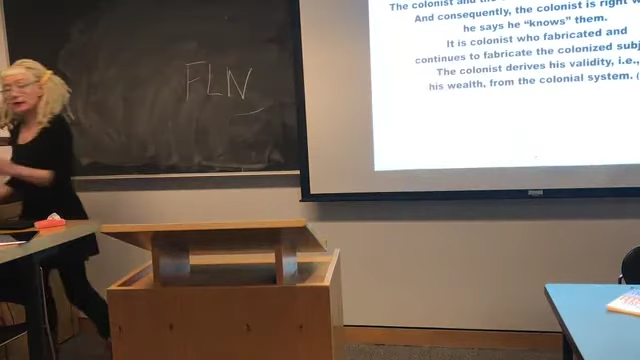 FLN
The colonist and the
And consequently, the colonist is right
he says he "knows" them.
It is colonist who fabricated and
continues to fabricate the colonized
The colonist derives his validity, i.e.,
his wealth, from the colonial system. (